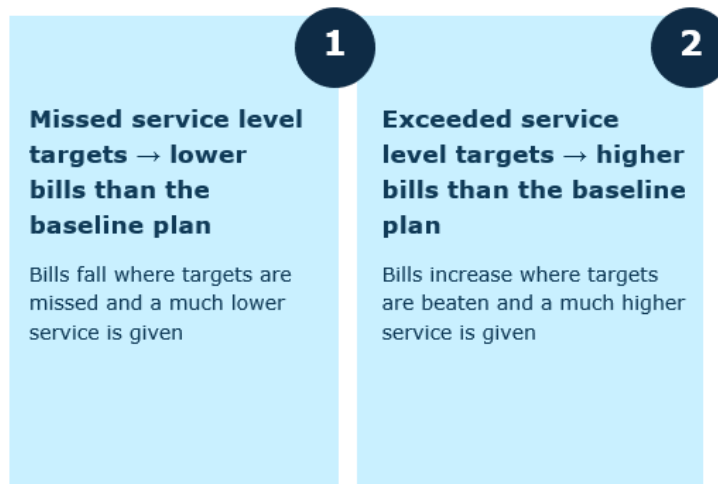 1
Missed service level
targets → lower
bills than the
baseline plan
Bills fall where targets are
missed and a much lower
service is given
2
Exceeded service
level targets → higher
bills than the baseline
plan
Bills increase where targets
are beaten and a much higher
service is given